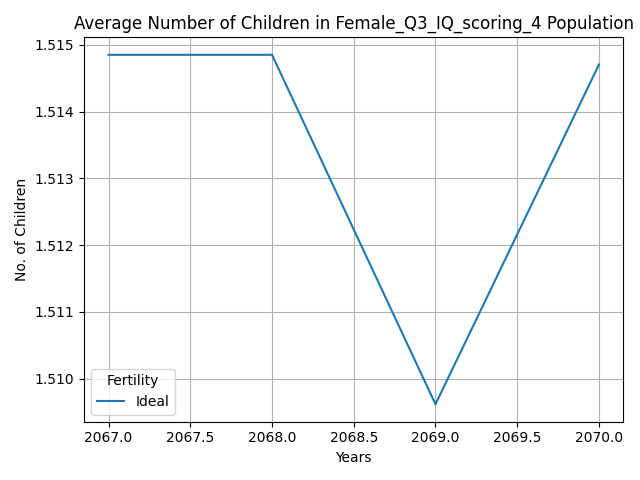 Average Number of Children in Female_Q3_IQ_scoring_4 Population
1.515
1.514
1.513
1.512
1.511
1.510
No. of Children
Fertility
Ideal
2067.0 2067.5 2068.0 2068.5 2069.0 2069.5 2070.0
Years